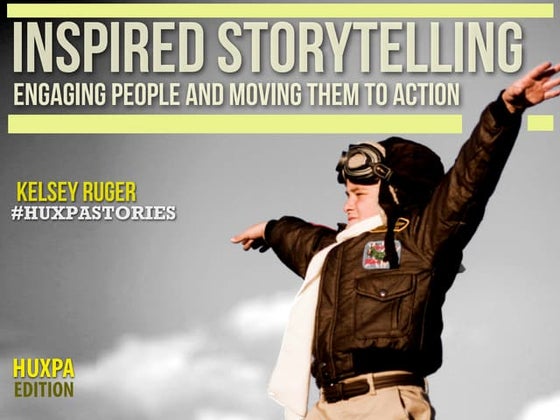 INSPIRED STORYTELLING
ENGAGING PEOPLE AND MOVING THEM TO ACTION
KELSEY RUGER
#HUXPASTORIES
HUXPA
EDITION